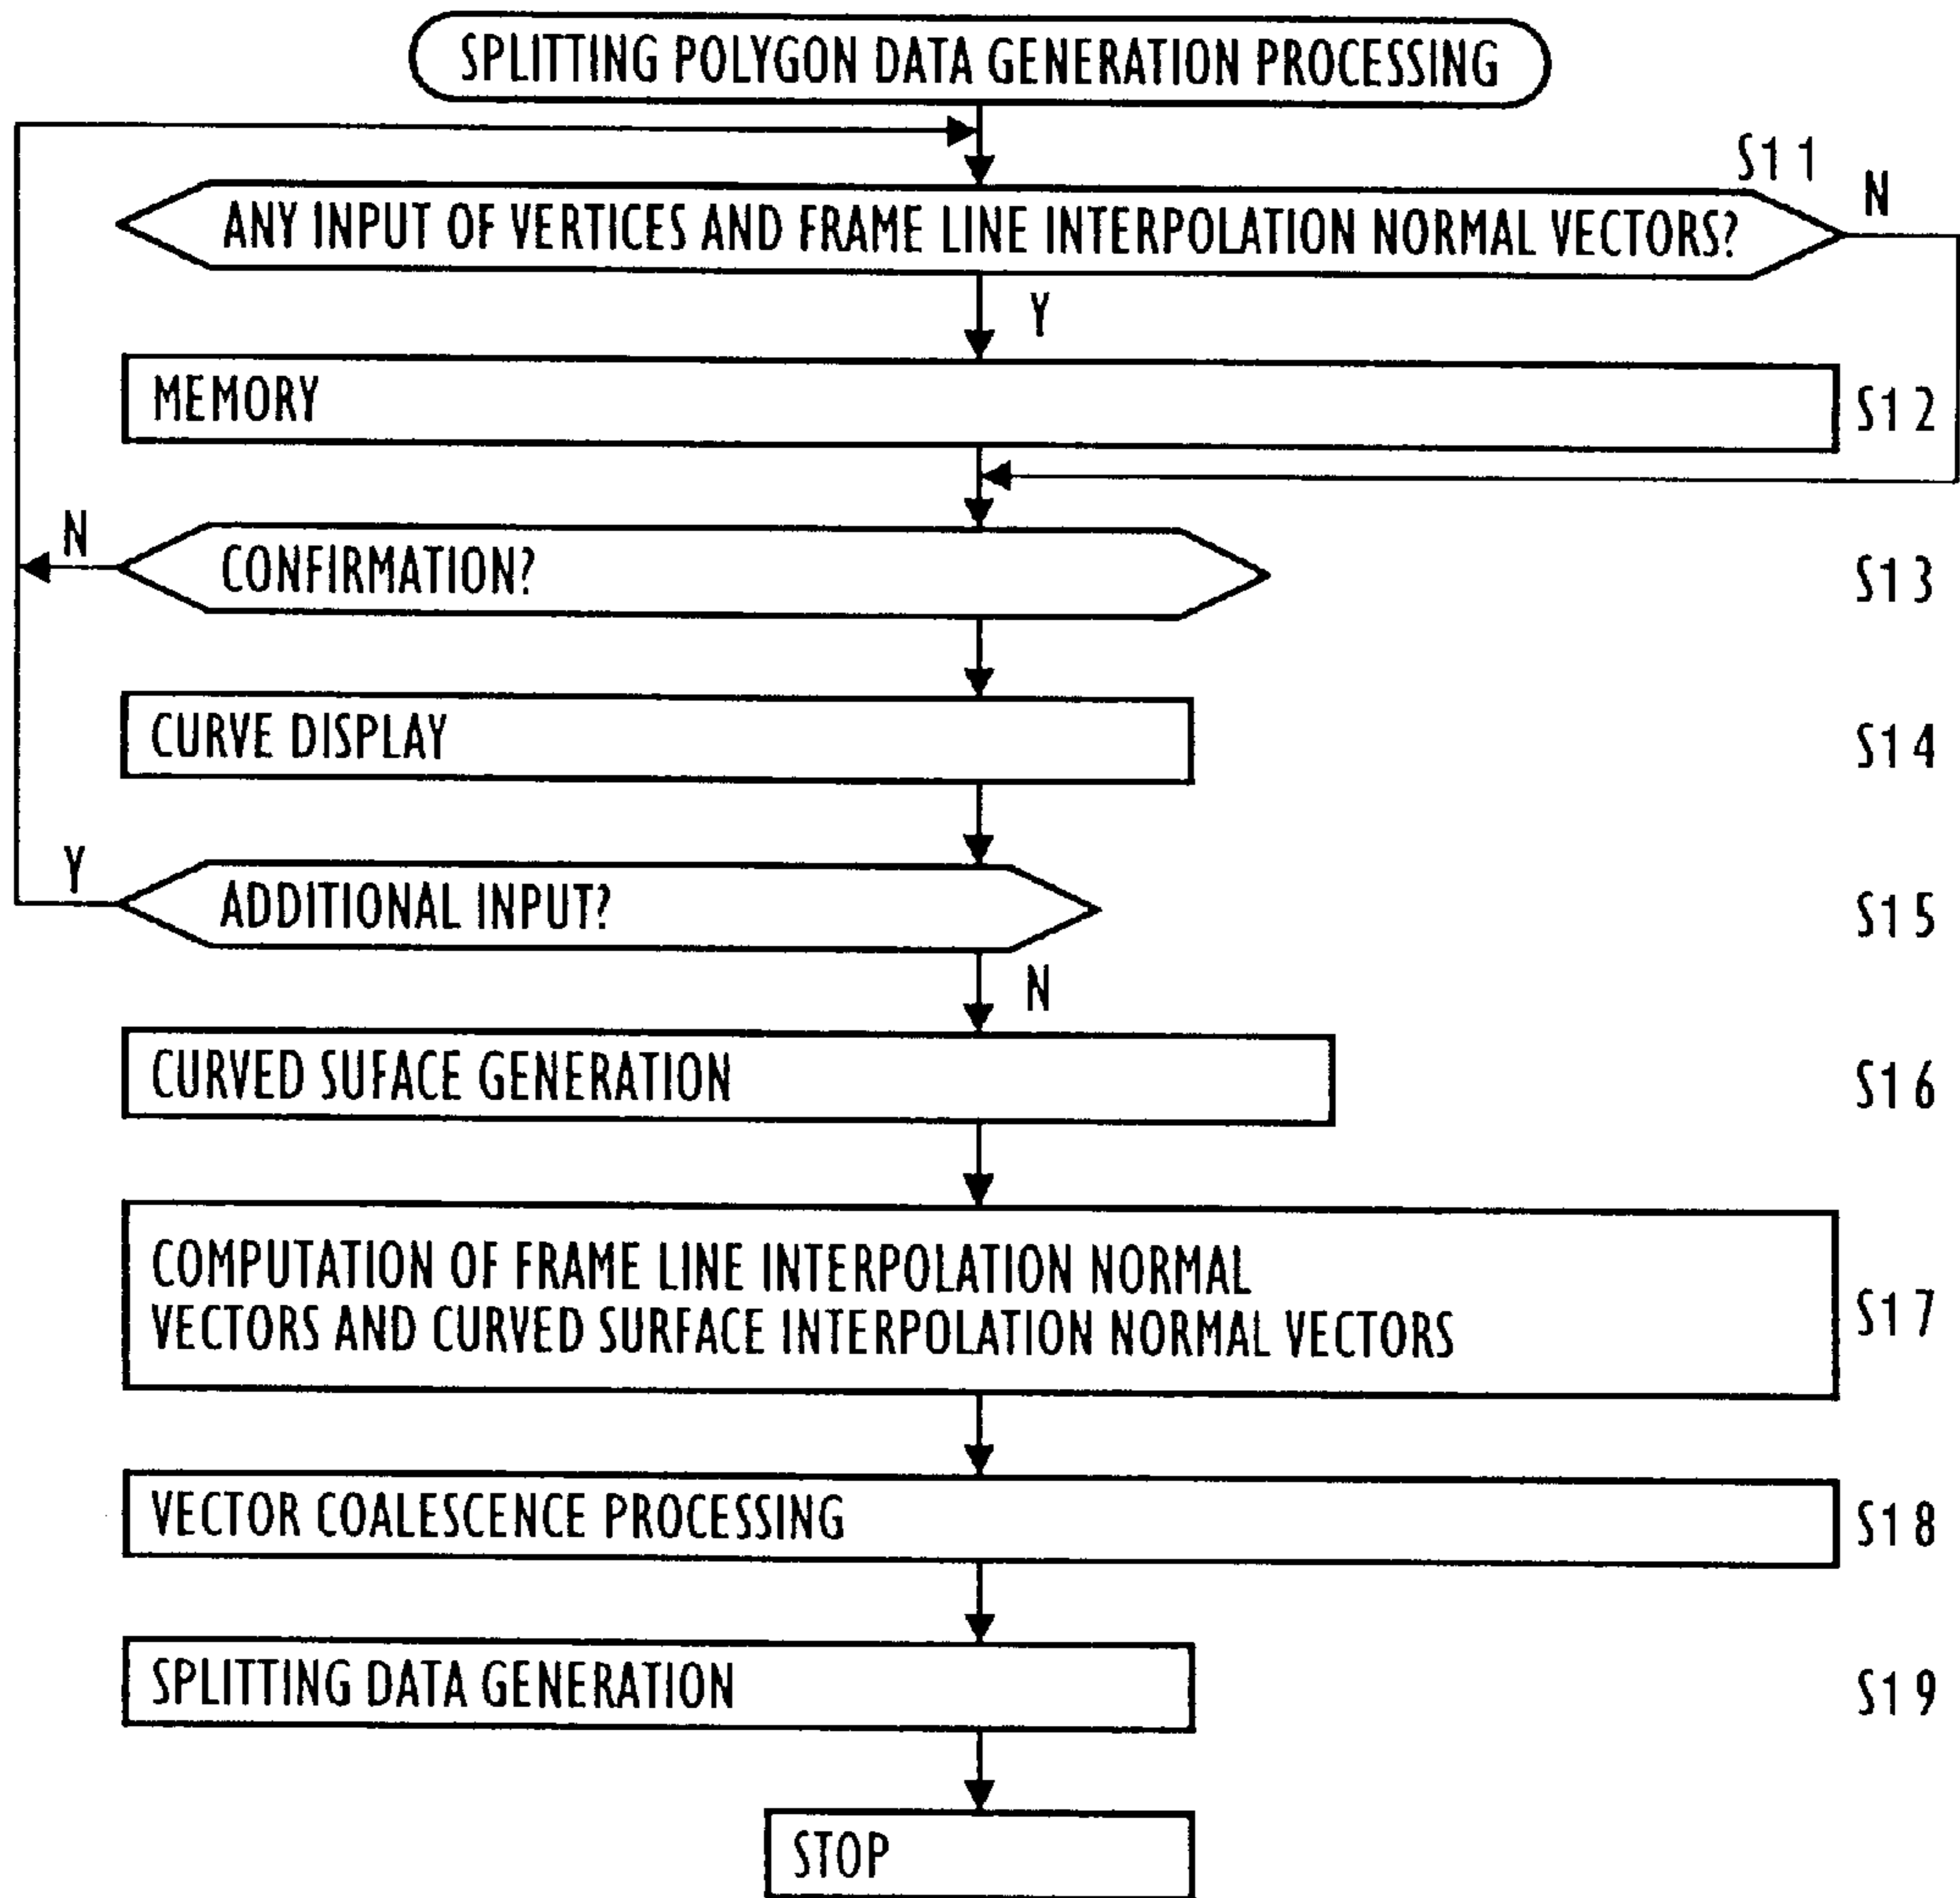 SPLITTING POLYGON DATA GENERATION PROCESSING
S11
N
ANY INPUT OF VERTICES AND FRAME LINE INTERPOLATION NORMAL VECTORS?
Y
MEMORY
S12
N
CONFIRMATION?
S13
CURVE DISPLAY
S14
Y
ADDITIONAL INPUT?
S15
N
CURVED SUFACE GENERATION
S16
COMPUTATION OF FRAME LINE INTERPOLATION NORMAL
VECTORS AND CURVED SURFACE INTERPOLATION NORMAL VECTORS
S17
VECTOR COALESCENCE PROCESSING
S18
SPLITTING DATA GENERATION
S19
STOP